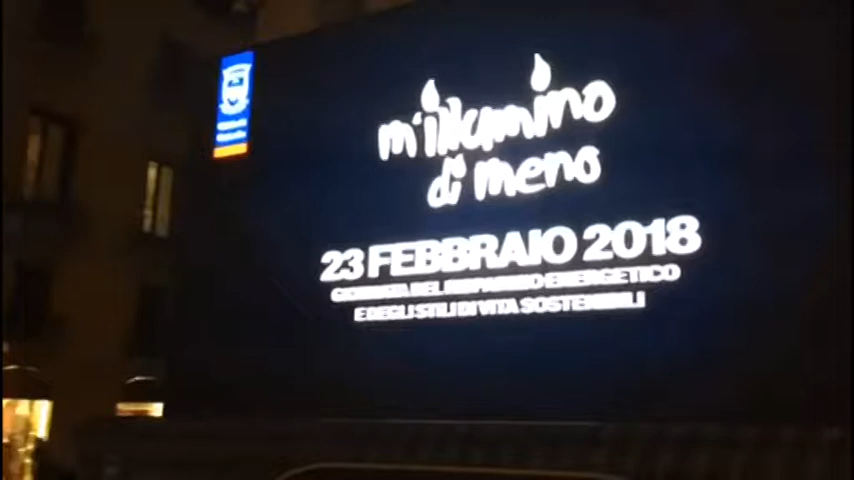 m'illumino
di meno
23 FEBBRAIO 2018
GIORNATA DEL RISPARMIO ENERGETICO
E DEGLI STILI DI VITA SOSTENIBILI